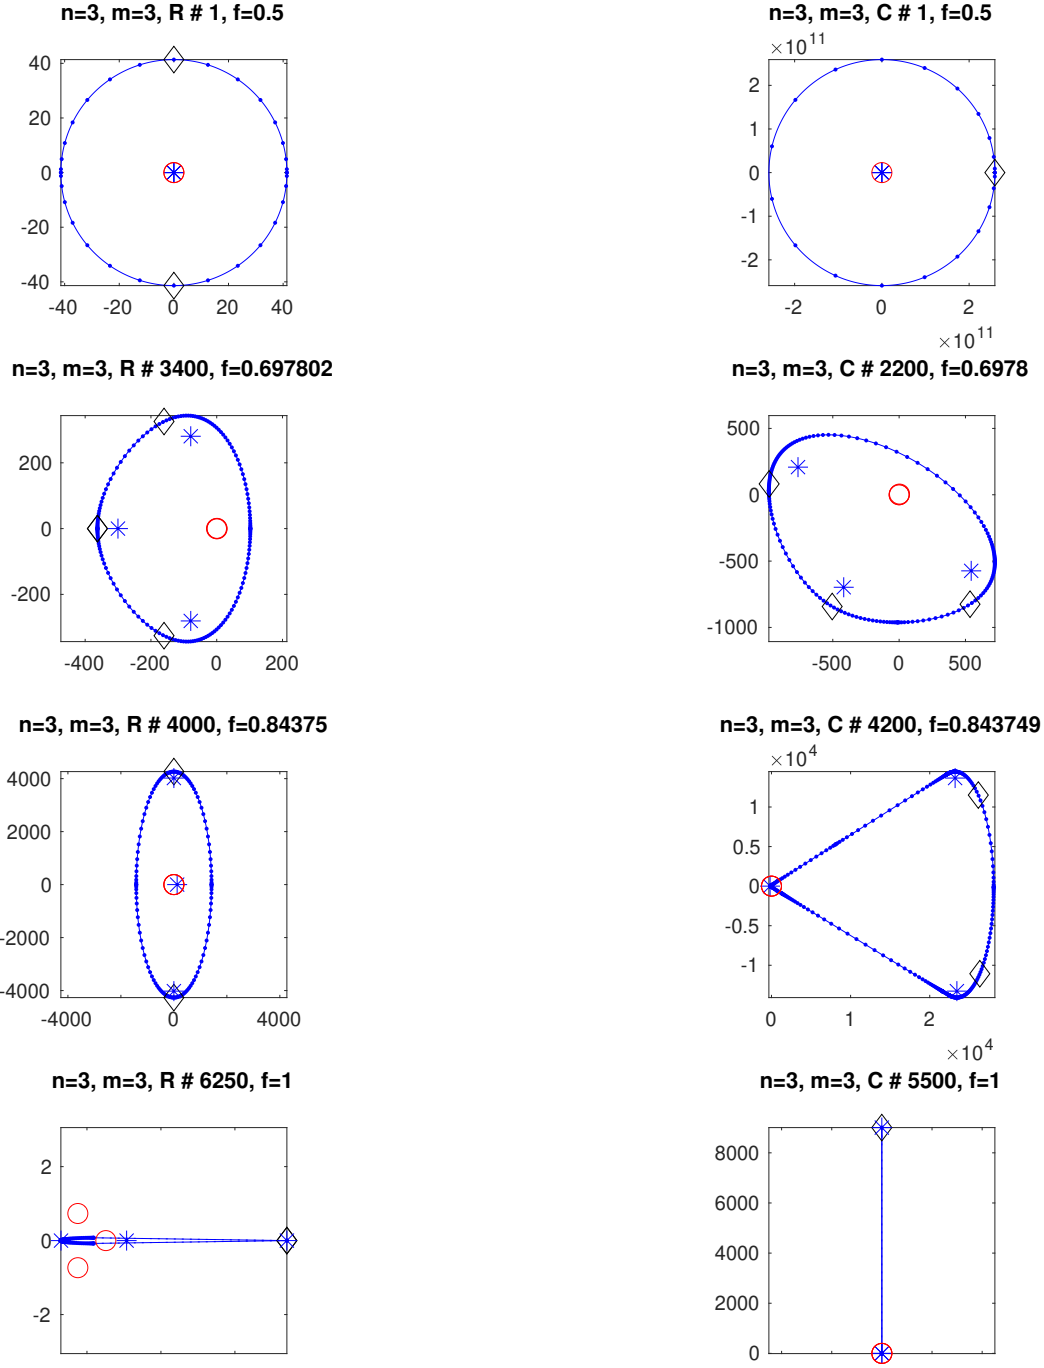 n=3, m=3, R # 1, f=0.5
n=3, m=3, C # 1, f=0.5
×10^11
40
20
0
-20
-40
-40 -20 0 20 40
2
1
0
-1
-2
-2 0 2
×10^11
n=3, m=3, R # 3400, f=0.697802
n=3, m=3, C # 2200, f=0.6978
200
0
-200
-400 -200 0 200
500
0
-500
-1000
-500 0 500
n=3, m=3, R # 4000, f=0.84375
n=3, m=3, C # 4200, f=0.843749
×10^4
4000
2000
0
-2000
-4000
-4000 0 4000
1
0.5
0
-0.5
-1
0 1 2
×10^4
n=3, m=3, R # 6250, f=1
n=3, m=3, C # 5500, f=1
2
0
-2
8000
6000
4000
2000
0